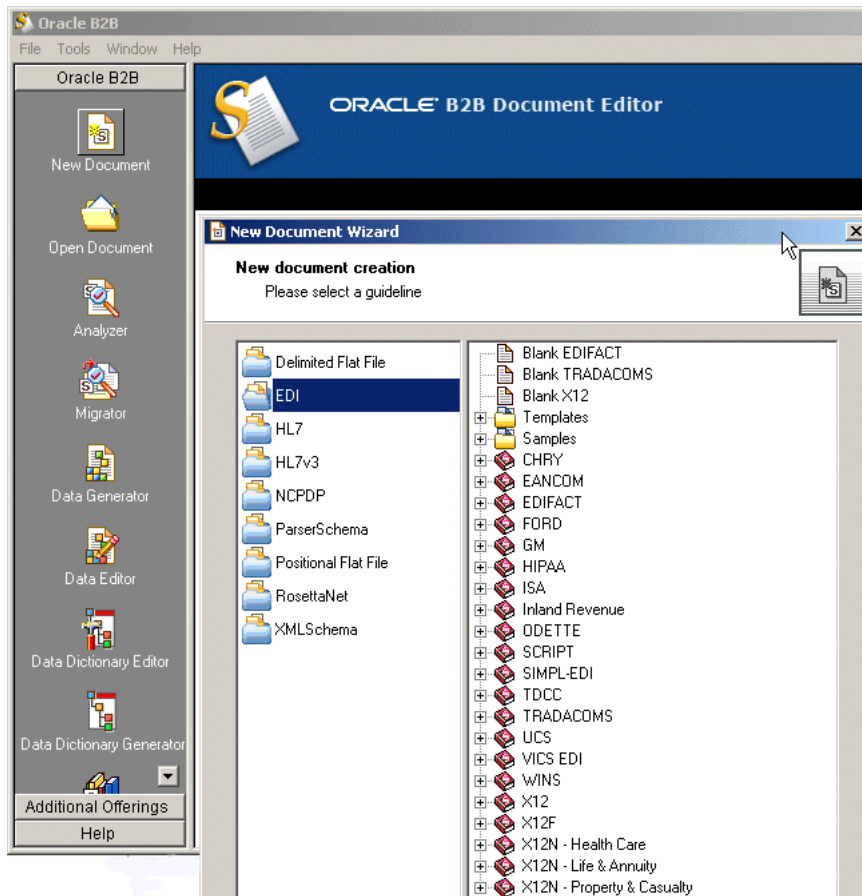 Oracle B2B
File Tools Window Help
Oracle B2B
New Document
Open Document
Analyzer
Migrator
Data Generator
Data Editor
Data Dictionary Editor
Data Dictionary Generator
Additional Offerings
Help
ORACLE B2B Document Editor
New Document Wizard
New document creation
Please select a guideline
Delimited Flat File
EDI
HL7
HL7v3
NCPDP
ParserSchema
Positional Flat File
RosettaNet
XMLSchema
Blank EDIFACT
Blank TRADACOMS
Blank X12
Templates
Samples
CHRY
EANCOM
EDIFACT
FORD
GM
HIPAA
ISA
Inland Revenue
ODETTE
SCRIPT
SIMPL-EDI
TDCC
TRADACOMS
UCS
VICS EDI
WINS
X12
X12F
X12N - Health Care
X12N - Life & Annuity
X12N - Property & Casualty